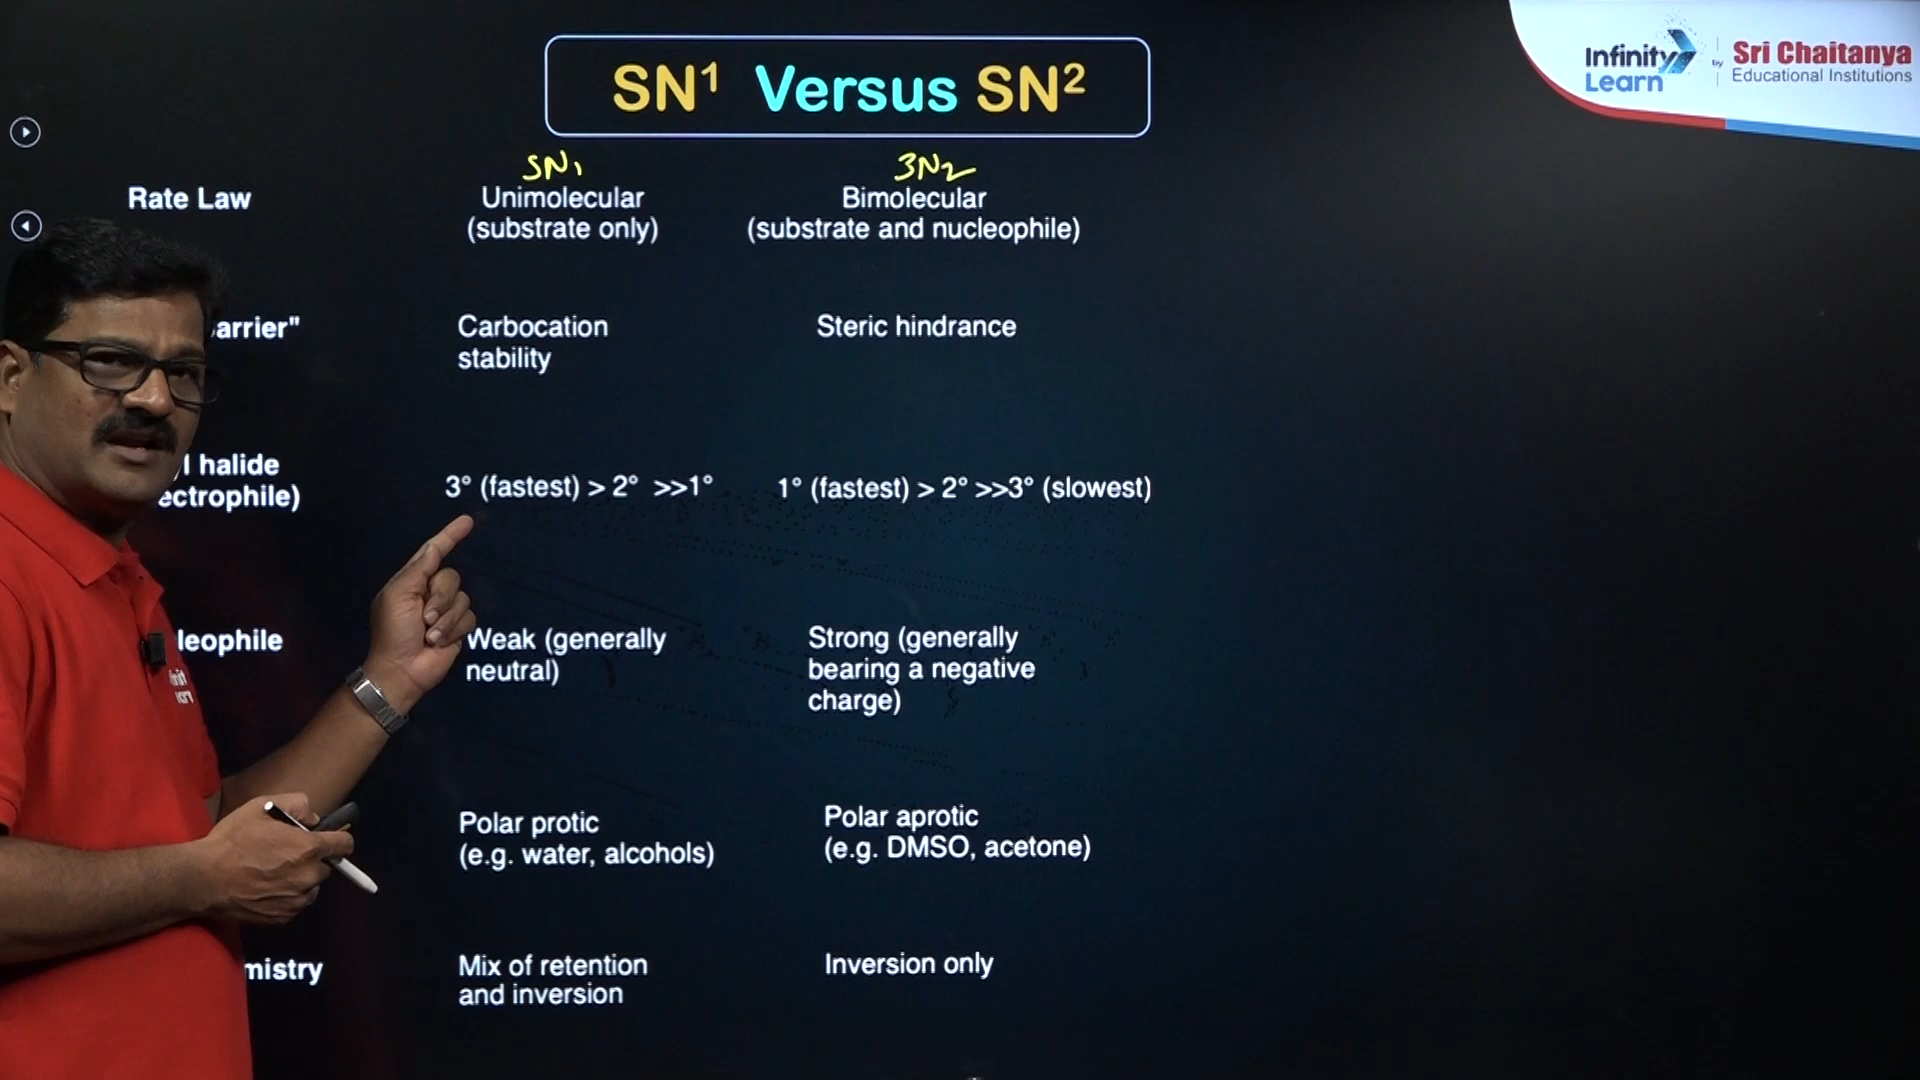 SN¹ Versus SN²
Infinity Learn
by
Sri Chaitanya
Educational Institutions
SN1
SN2
Rate Law
Unimolecular
(substrate only)
Bimolecular
(substrate and nucleophile)
arrier"
Carbocation
stability
Steric hindrance
l halide
ectrophile)
3° (fastest) > 2° >>1°
1° (fastest) > 2° >>3° (slowest)
leophile
Weak (generally
neutral)
Strong (generally
bearing a negative
charge)
Polar protic
(e.g. water, alcohols)
Polar aprotic
(e.g. DMSO, acetone)
mistry
Mix of retention
and inversion
Inversion only